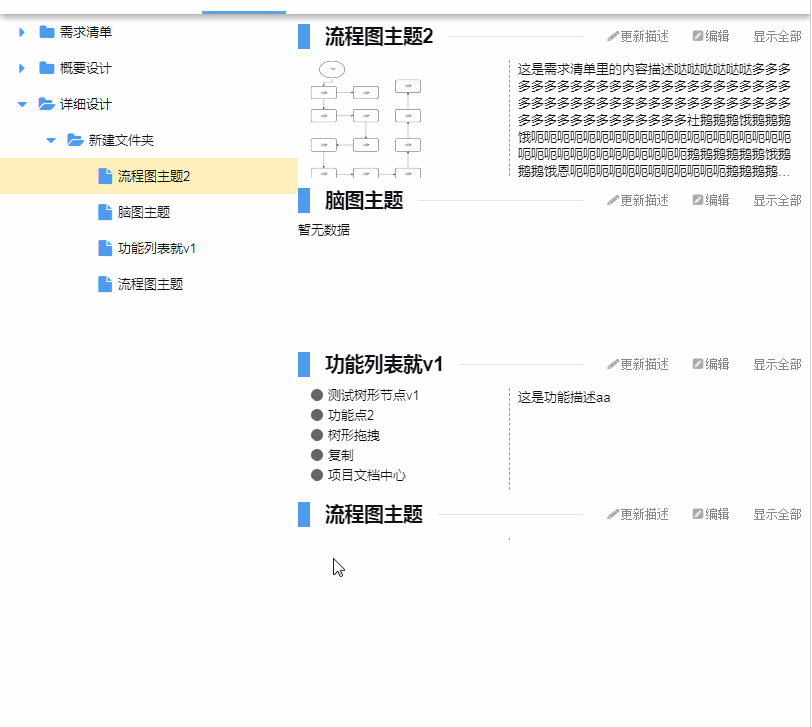 需求清单
概要设计
详细设计
新建文件夹
流程图主题2
脑图主题
功能列表就v1
流程图主题
流程图主题2
更新描述 编辑 显示全部
这是需求清单里的内容描述哒哒哒哒哒哒多多多
多多多多多多多多多多多多多多多多多多多多多
多多多多多多多多多多多多多多多多多多多多多
多多多多多多多多多多多多多社鹅鹅鹅饿鹅鹅鹅
饿呃呃呃呃呃呃呃呃呃呃呃呃呃呃呃呃呃呃呃呃
呃呃呃呃呃呃呃呃呃呃呃呃呃鹅鹅鹅鹅鹅鹅饿鹅
鹅鹅饿恩呃呃呃呃呃呃呃呃呃呃呃呃鹅鹅鹅鹅...
脑图主题
更新描述 编辑 显示全部
暂无数据
功能列表就v1
更新描述 编辑 显示全部
测试树形节点v1
功能点2
树形拖拽
复制
项目文档中心
这是功能描述aa
流程图主题
更新描述 编辑 显示全部